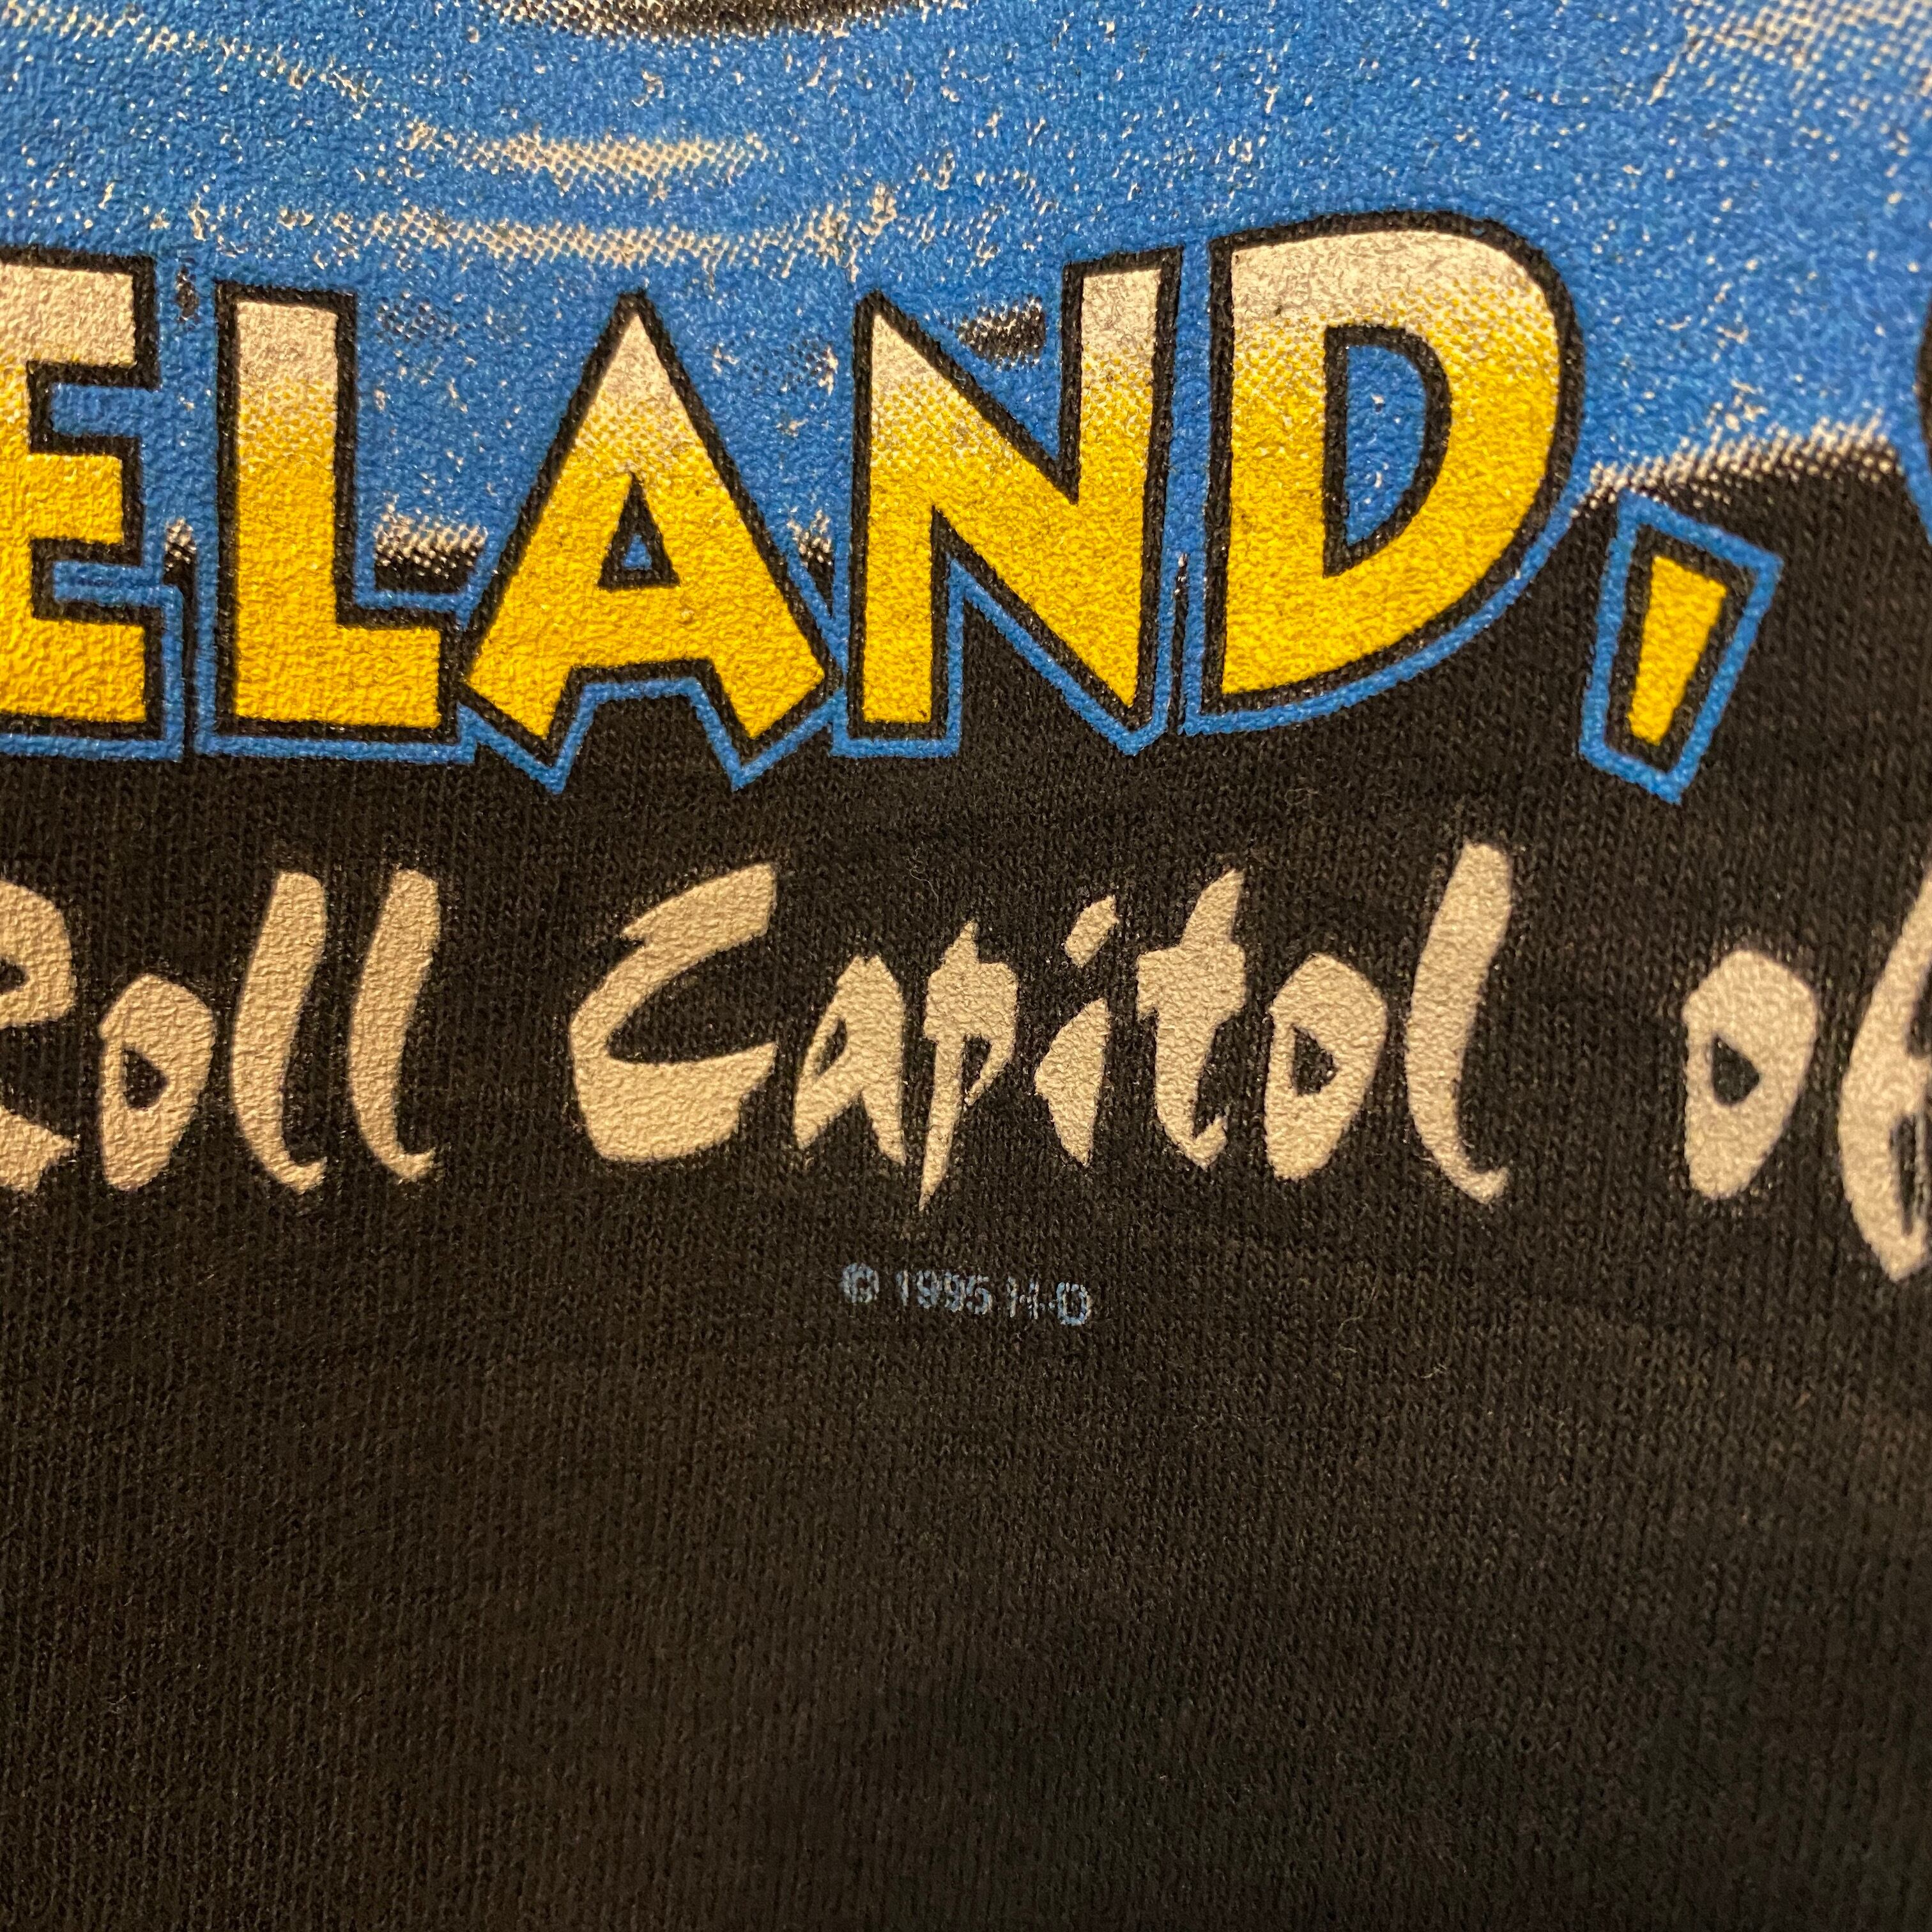 ELAND,
Roll Capitol of
© 1995 H-D